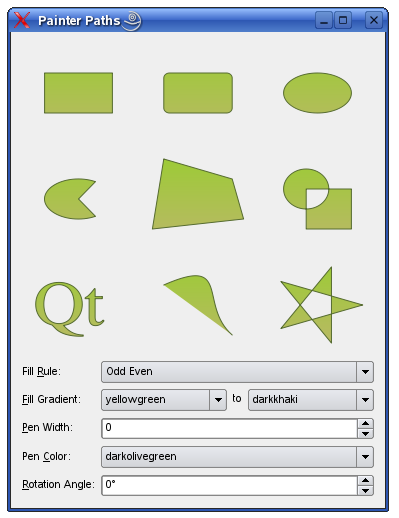 Painter Paths
Qt
Fill Rule: Odd Even
Fill Gradient: yellowgreen to darkkhaki
Pen Width: 0
Pen Color: darkolivegreen
Rotation Angle: 0°